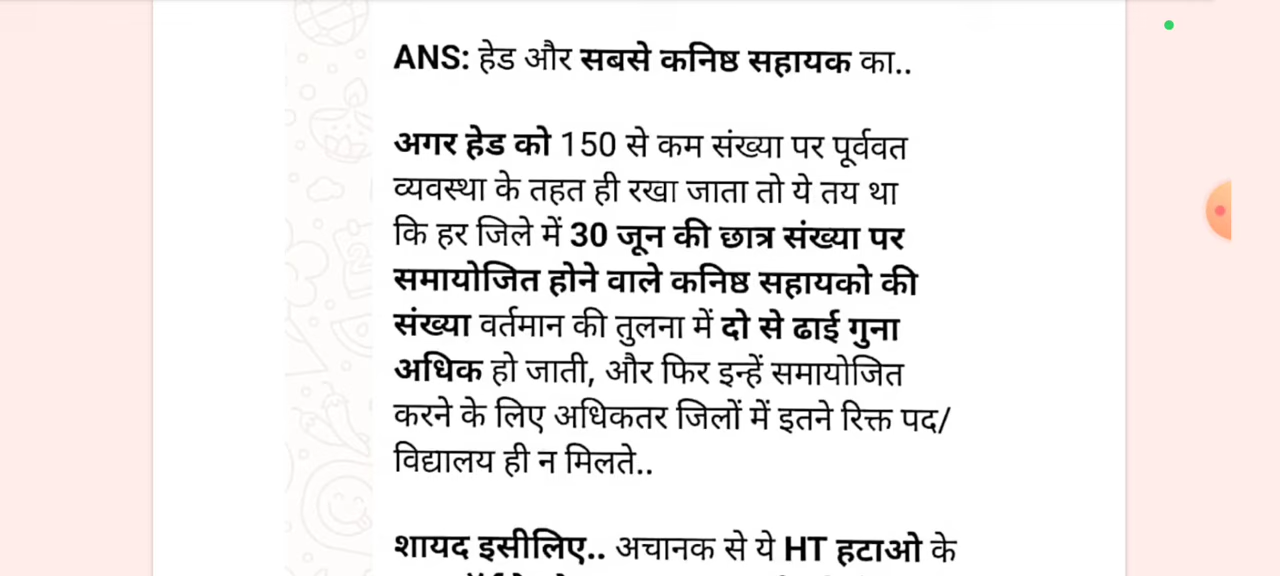 ANS: हेड और सबसे कनिष्ठ सहायक का..
अगर हेड को 150 से कम संख्या पर पूर्ववत
व्यवस्था के तहत ही रखा जाता तो ये तय था
कि हर जिले में 30 जून की छात्र संख्या पर
समायोजित होने वाले कनिष्ठ सहायको की
संख्या वर्तमान की तुलना में दो से ढाई गुना
अधिक हो जाती, और फिर इन्हें समायोजित
करने के लिए अधिकतर जिलों में इतने रिक्त पद/
विद्यालय ही न मिलते..
शायद इसीलिए.. अचानक से ये HT हटाओ के